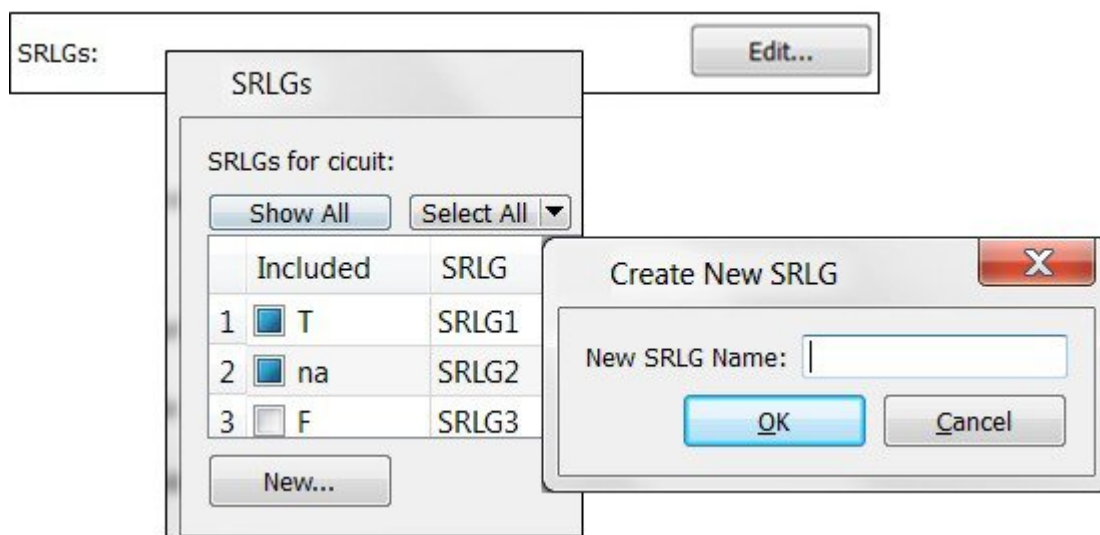 SRLGs:
Edit...
SRLGs
SRLGs for cicuit:
Show All
Select All
Included SRLG
1 T SRLG1
2 na SRLG2
3 F SRLG3
New...
Create New SRLG
X
New SRLG Name:
OK
Cancel